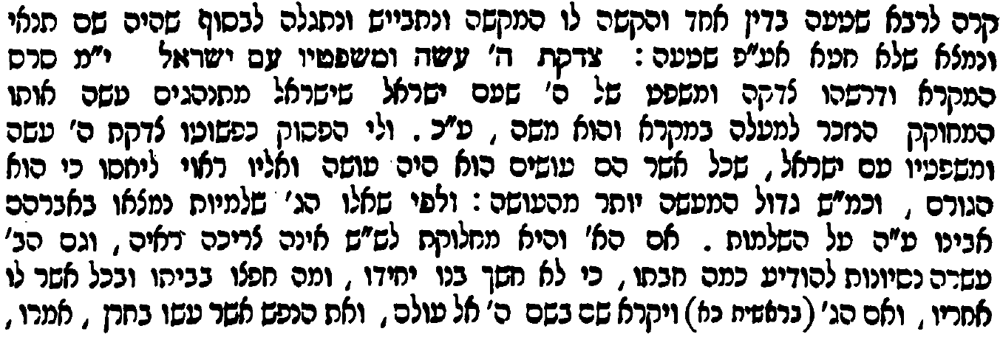 קרה לרבא שטעה בדין אחד והקשה לו המקשה ונתבייש ונתגלה לבסוף שהיה שם תנאי
ונמצא שלא חטא אע"פ שטעה : צדקת ה' עשה ומשפטיו עם ישראל י"מ סרס
המקרא ודרשהו צדקה ומשפט של ה' שעם ישראל שישראל מתנהגים עשה אותו
המחוקק הנזכר למעלה במקרא והוא משה , ע"כ . ולי הפסוק כפשוטו צדקת ה' עשה
ומשפטיו עם ישראל , שכל אשר הם עושים הוא היה עושה ואליו ראוי ליחסו כי הוא
הגורם , וכמ"ש גדול המעשה יותר מהעושה : ולפי שאלו הג' שלמיות נמצאו באברהם
אבינו ע"ה על השלמות . אם הא' והיא מחלוקת לש"ש אינה צריכה ראיה , וגם הב'
עשרה נסיונות להודיע כמה חבתו , כי לא חשך בנו יחידו , ומה חפצו בביתו ובכל אשר לו
אחריו , ואם הג' (בראשית כא) ויקרא שם בשם ה' אל עולם , ואת הנפש אשר עשו בחרן , אמרו ,